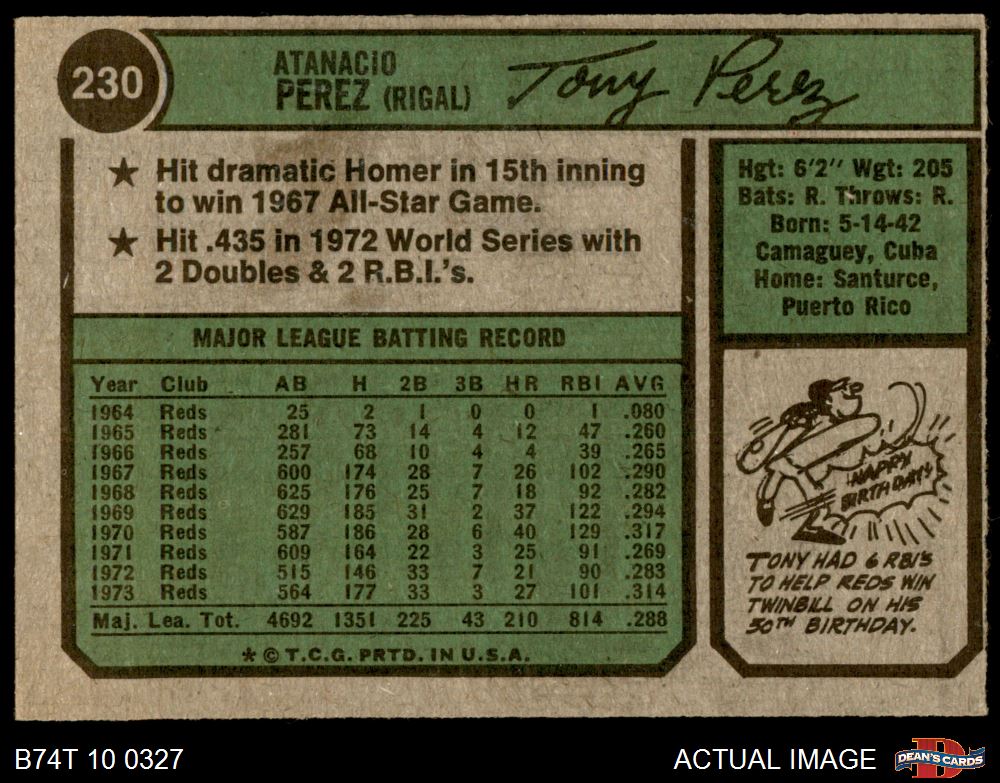 230
ATANACIO
PEREZ (RIGAL)
Tony Perez
★ Hit dramatic Homer in 15th inning
to win 1967 All-Star Game.
★ Hit .435 in 1972 World Series with
2 Doubles & 2 R.B.I.'s.
Hgt: 6'2" Wgt: 205
Bats: R. Throws: R.
Born: 5-14-42
Camaguey, Cuba
Home: Santurce,
Puerto Rico
MAJOR LEAGUE BATTING RECORD
Year Club AB H 2B 3B HR RBI AVG
1964 Reds 25 2 1 0 0 1 .080
1965 Reds 281 73 14 4 12 47 .260
1966 Reds 257 68 10 4 4 39 .265
1967 Reds 600 174 28 7 26 102 .290
1968 Reds 625 176 25 7 18 92 .282
1969 Reds 629 185 31 2 37 122 .294
1970 Reds 587 186 28 6 40 129 .317
1971 Reds 609 164 22 3 25 91 .269
1972 Reds 515 146 33 7 21 90 .283
1973 Reds 564 177 33 3 27 101 .314
Maj. Lea. Tot. 4692 1351 225 43 210 814 .288
* © T.C.G. PRTD. IN U.S.A.
HAPPY
BIRTHDAY!
TONY HAD 6 RBI'S
TO HELP REDS WIN
TWINBILL ON HIS
30TH BIRTHDAY.
B74T 10 0327
ACTUAL IMAGE
D
DEAN'S CARDS